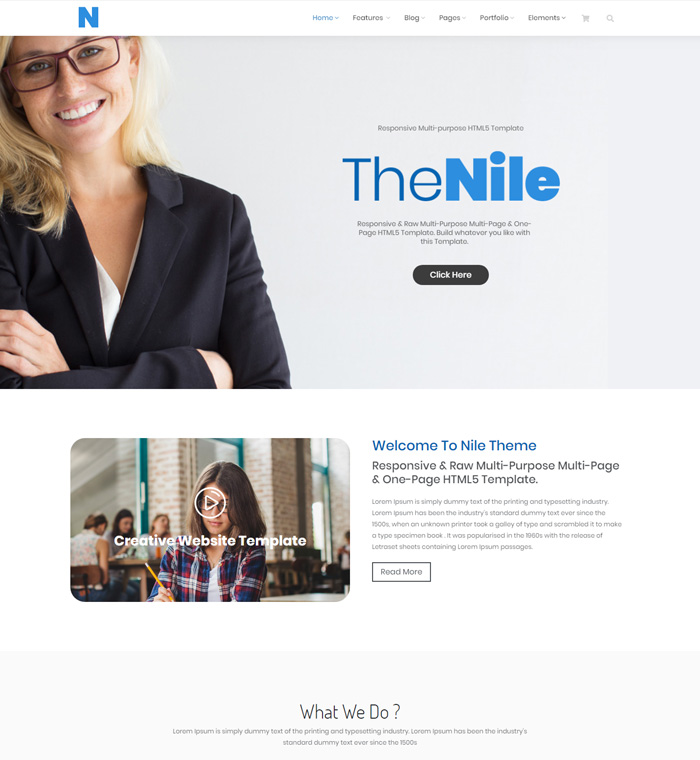 N
Home Features Blog Pages Portfolio Elements
Responsive Multi-purpose HTML5 Template
TheNile
Responsive & Raw Multi-Purpose Multi-Page & One-
Page HTML5 Template. Build whatever you like with
this Template.
Click Here
Creative Website Template
Welcome To Nile Theme
Responsive & Raw Multi-Purpose Multi-Page
& One-Page HTML5 Template.
Lorem Ipsum is simply dummy text of the printing and typesetting industry.
Lorem Ipsum has been the industry's standard dummy text ever since the
1500s, when an unknown printer took a galley of type and scrambled it to make
a type specimen book . It was popularised in the 1960s with the release of
Letraset sheets containing Lorem Ipsum passages.
Read More
What We Do ?
Lorem Ipsum is simply dummy text of the printing and typesetting industry. Lorem Ipsum has been the industry's
standard dummy text ever since the 1500s